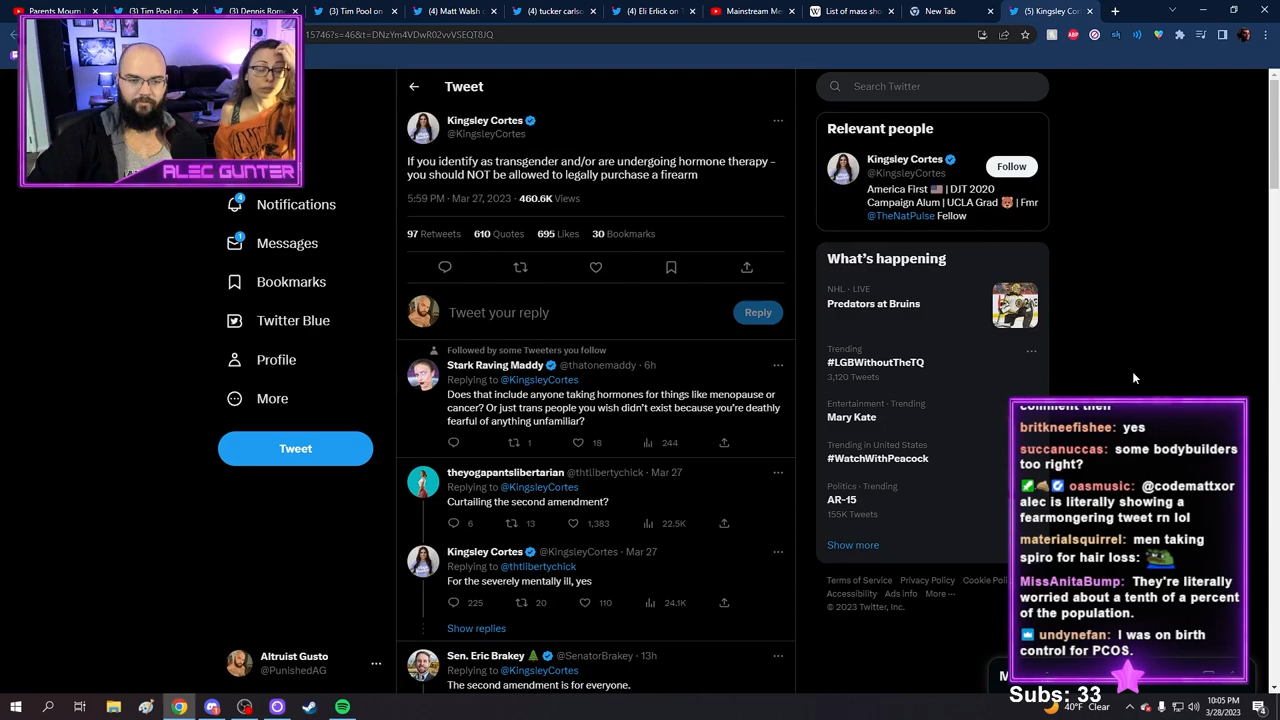 Parents Mourn
(3) Tim Pool on
(3) Dennis Rom
(3) Tim Pool on
(4) Matt Walsh
(4) tucker carls
(4) Eli Erlick on
Mainstream Me
List of mass sho
New Tab
(5) Kingsley Cor
15746?s=46&t=DNzYm4VDwR02vvVSEQT8JQ
ALEC GUNTER
4
Notifications
1
Messages
Bookmarks
Twitter Blue
Profile
More
Tweet
Altruist Gusto
@PunishedAG
Tweet
Kingsley Cortes
@KIngsleyCortes
If you identify as transgender and/or are undergoing hormone therapy -
you should NOT be allowed to legally purchase a firearm
5:59 PM · Mar 27, 2023 · 460.6K Views
97 Retweets 610 Quotes 695 Likes 30 Bookmarks
Tweet your reply
Reply
Followed by some Tweeters you follow
Stark Raving Maddy @thatonemaddy · 6h
Replying to @KIngsleyCortes
Does that include anyone taking hormones for things like menopause or
cancer? Or just trans people you wish didn't exist because you're deathly
fearful of anything unfamiliar?
1 18 244
theyogapantslibertarian @thtlibertychick · Mar 27
Replying to @KIngsleyCortes
Curtailing the second amendment?
6 13 1,383 22.5K
Kingsley Cortes @KIngsleyCortes · Mar 27
Replying to @thtlibertychick
For the severely mentally ill, yes
225 20 110 24.1K
Show replies
Sen. Eric Brakey @SenatorBrakey · 13h
Replying to @KIngsleyCortes
The second amendment is for everyone.
Search Twitter
Relevant people
Kingsley Cortes
@KIngsleyCortes
Follow
America First | DJT 2020
Campaign Alum | UCLA Grad | Fmr
@TheNatPulse Fellow
What's happening
NHL · LIVE
Predators at Bruins
Trending
#LGBWithoutTheTQ
3,120 Tweets
Entertainment · Trending
Mary Kate
Trending in United States
#WatchWithPeacock
Politics · Trending
AR-15
155K Tweets
Show more
Terms of Service Privacy Policy Cookie Poli
Accessibility Ads info More ···
© 2023 Twitter, Inc.
comment then
britkneefishee: yes
succanuccas: some bodybuilders
too right?
oasmusic: @codemattxor
alec is literally showing a
fearmongering tweet rn lol
materialsquirrel: men taking
spiro for hair loss:
MissAnitaBump: They're literally
worried about a tenth of a percent
of the population.
undynefan: I was on birth
control for PCOS.
Subs: 33
40°F Clear
10:05 PM
3/28/2023